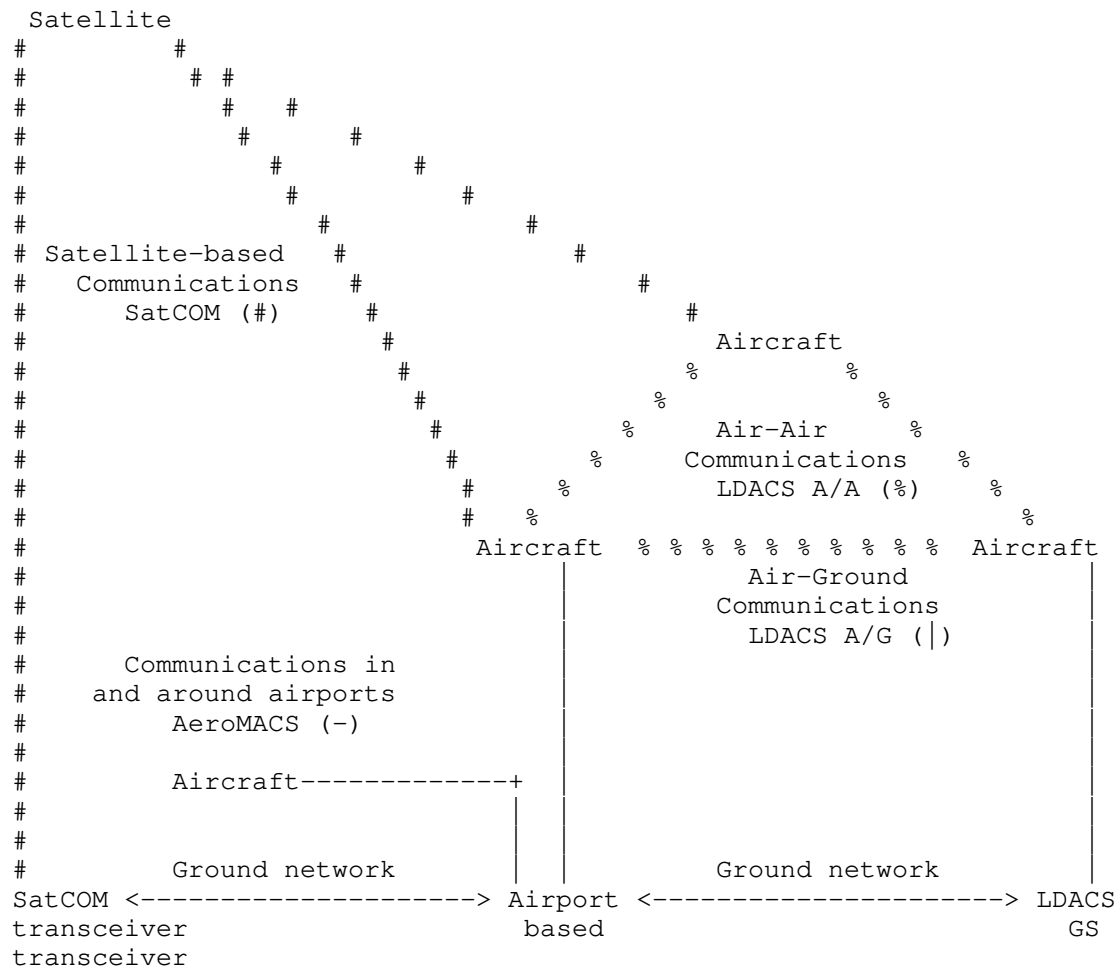 Satellite
#         #
#          # #
#            #   #
#             #      #
#               #        #
#                #          #
#                  #            #
# Satellite-based   #              #
#   Communications   #                 #
#      SatCOM (#)     #                   #
#                      #                    Aircraft
#                       #                 %         %
#                        #              %             %
#                         #           %     Air-Air     %
#                          #        %     Communications   %
#                           #     %         LDACS A/A (%)   %
#                           #   %                              %
#                            Aircraft  % % % % % % % % % %  Aircraft
#                                 |           Air-Ground           |
#                                 |         Communications         |
#                                 |           LDACS A/G (|)        |
#      Communications in          |                                |
#    and around airports          |                                |
#         AeroMACS (-)            |                                |
#                                 |                                |
#         Aircraft-------------+  |                                |
#                              |  |                                |
#                              |  |                                |
#         Ground network       |  |         Ground network         |
SatCOM <---------------------> Airport <----------------------> LDACS
transceiver                     based                             GS
transceiver